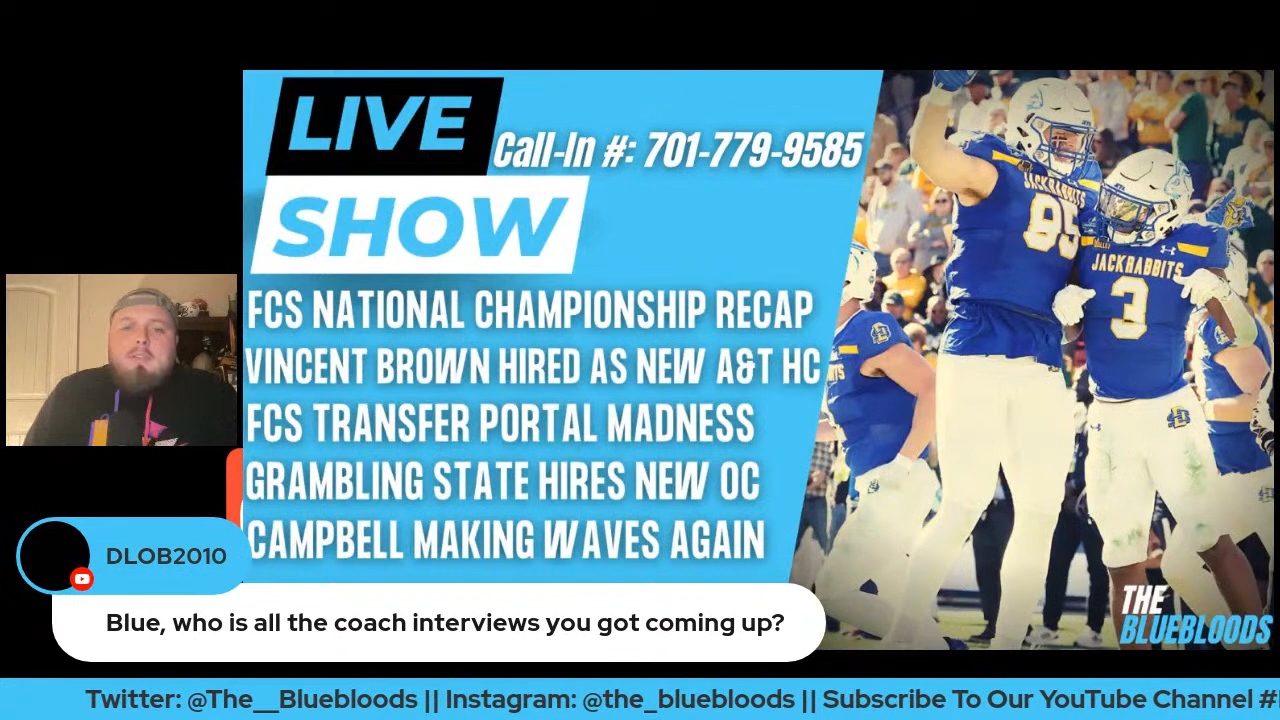 LIVE
Call-In #: 701-779-9585
SHOW
FCS NATIONAL CHAMPIONSHIP RECAP
VINCENT BROWN HIRED AS NEW A&T HC
FCS TRANSFER PORTAL MADNESS
GRAMBLING STATE HIRES NEW OC
CAMPBELL MAKING WAVES AGAIN
JACKRABBITS
85
JACKRABBITS
3
THE
BLUEBLOODS
DLOB2010
Blue, who is all the coach interviews you got coming up?
Twitter: @The__Bluebloods || Instagram: @the_bluebloods || Subscribe To Our YouTube Channel #